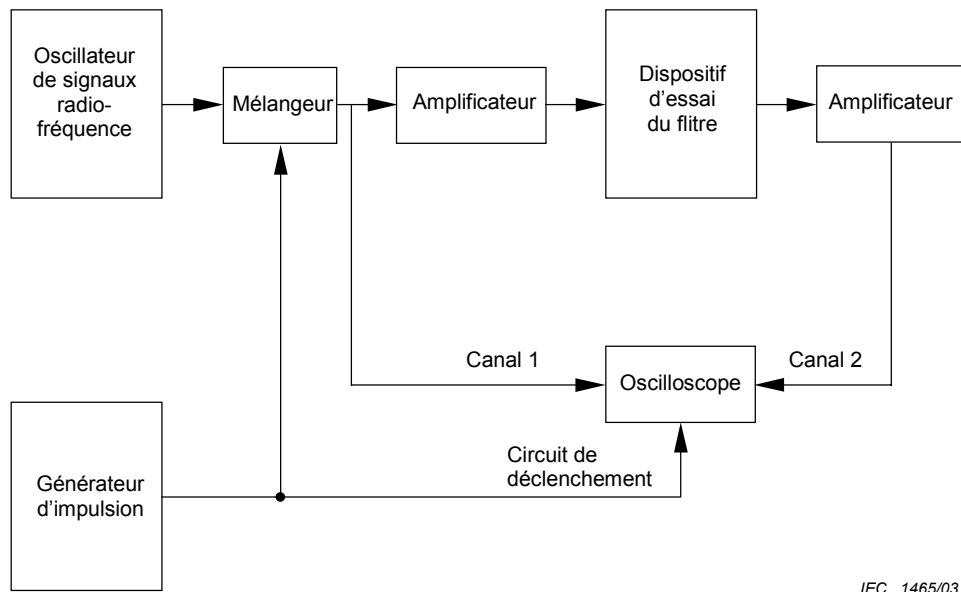 Oscillateur
de signaux
radio-
fréquence
Mélangeur
Amplificateur
Dispositif
d'essai
du flitre
Amplificateur
Canal 1
Oscilloscope
Canal 2
Circuit de
déclenchement
Générateur
d'impulsion
IEC 1465/03